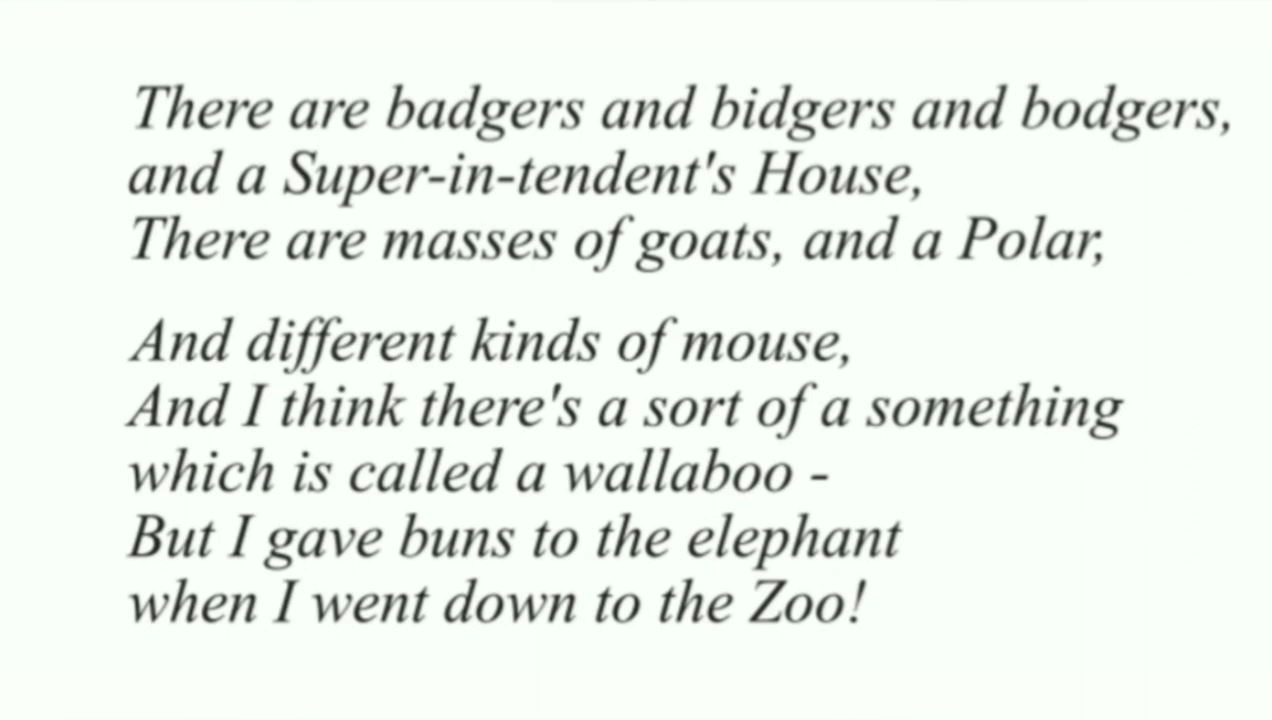 There are badgers and bidgers and bodgers,
and a Super-in-tendent's House,
There are masses of goats, and a Polar,
And different kinds of mouse,
And I think there's a sort of a something
which is called a wallaboo -
But I gave buns to the elephant
when I went down to the Zoo!